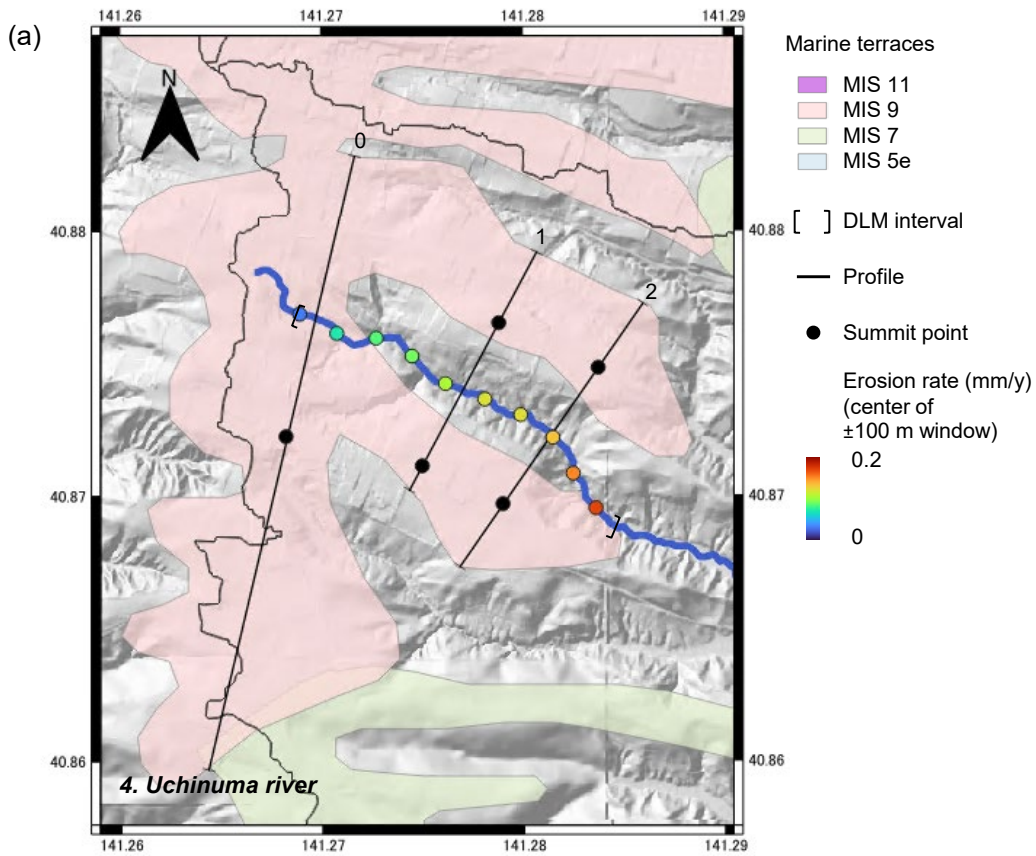 (a)
141.26 141.27 141.28 141.29
N
0
1
2
40.88 40.88
40.87 40.87
40.86 40.86
4. Uchinuma river
141.26 141.27 141.28 141.29
Marine terraces
MIS 11
MIS 9
MIS 7
MIS 5e
[ ] DLM interval
Profile
Summit point
Erosion rate (mm/y)
(center of
±100 m window)
0.2
0